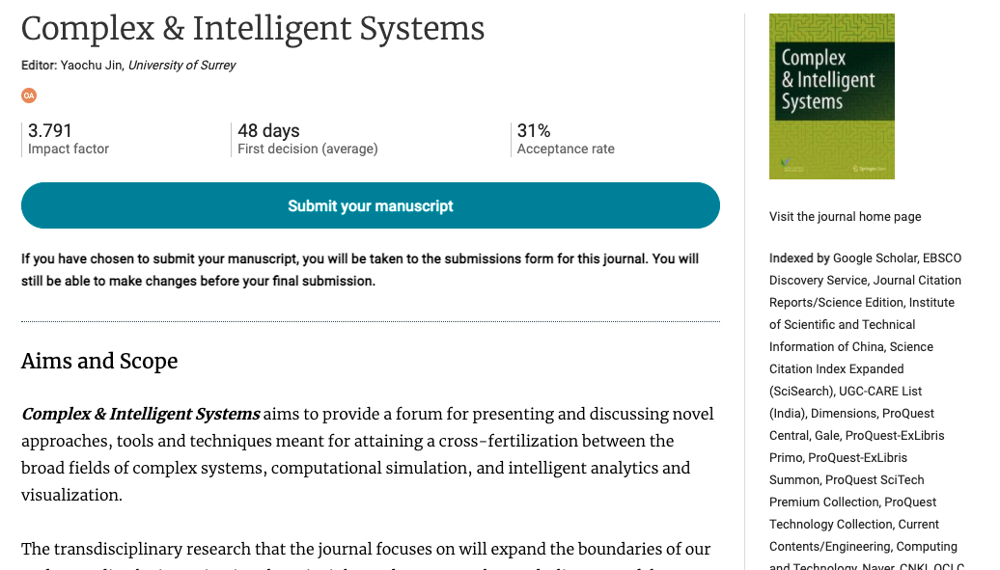 Complex & Intelligent Systems
Editor: Yaochu Jin, University of Surrey
OA
3.791
Impact factor
48 days
First decision (average)
31%
Acceptance rate
Submit your manuscript
If you have chosen to submit your manuscript, you will be taken to the submissions form for this journal. You will
still be able to make changes before your final submission.
Aims and Scope
Complex & Intelligent Systems aims to provide a forum for presenting and discussing novel
approaches, tools and techniques meant for attaining a cross-fertilization between the
broad fields of complex systems, computational simulation, and intelligent analytics and
visualization.
The transdisciplinary research that the journal focuses on will expand the boundaries of our
Complex
& Intelligent
Systems
Visit the journal home page
Indexed by Google Scholar, EBSCO
Discovery Service, Journal Citation
Reports/Science Edition, Institute
of Scientific and Technical
Information of China, Science
Citation Index Expanded
(SciSearch), UGC-CARE List
(India), Dimensions, ProQuest
Central, Gale, ProQuest-ExLibris
Primo, ProQuest-ExLibris
Summon, ProQuest SciTech
Premium Collection, ProQuest
Technology Collection, Current
Contents/Engineering, Computing
and Technology, Naver, CNKI, OCLC